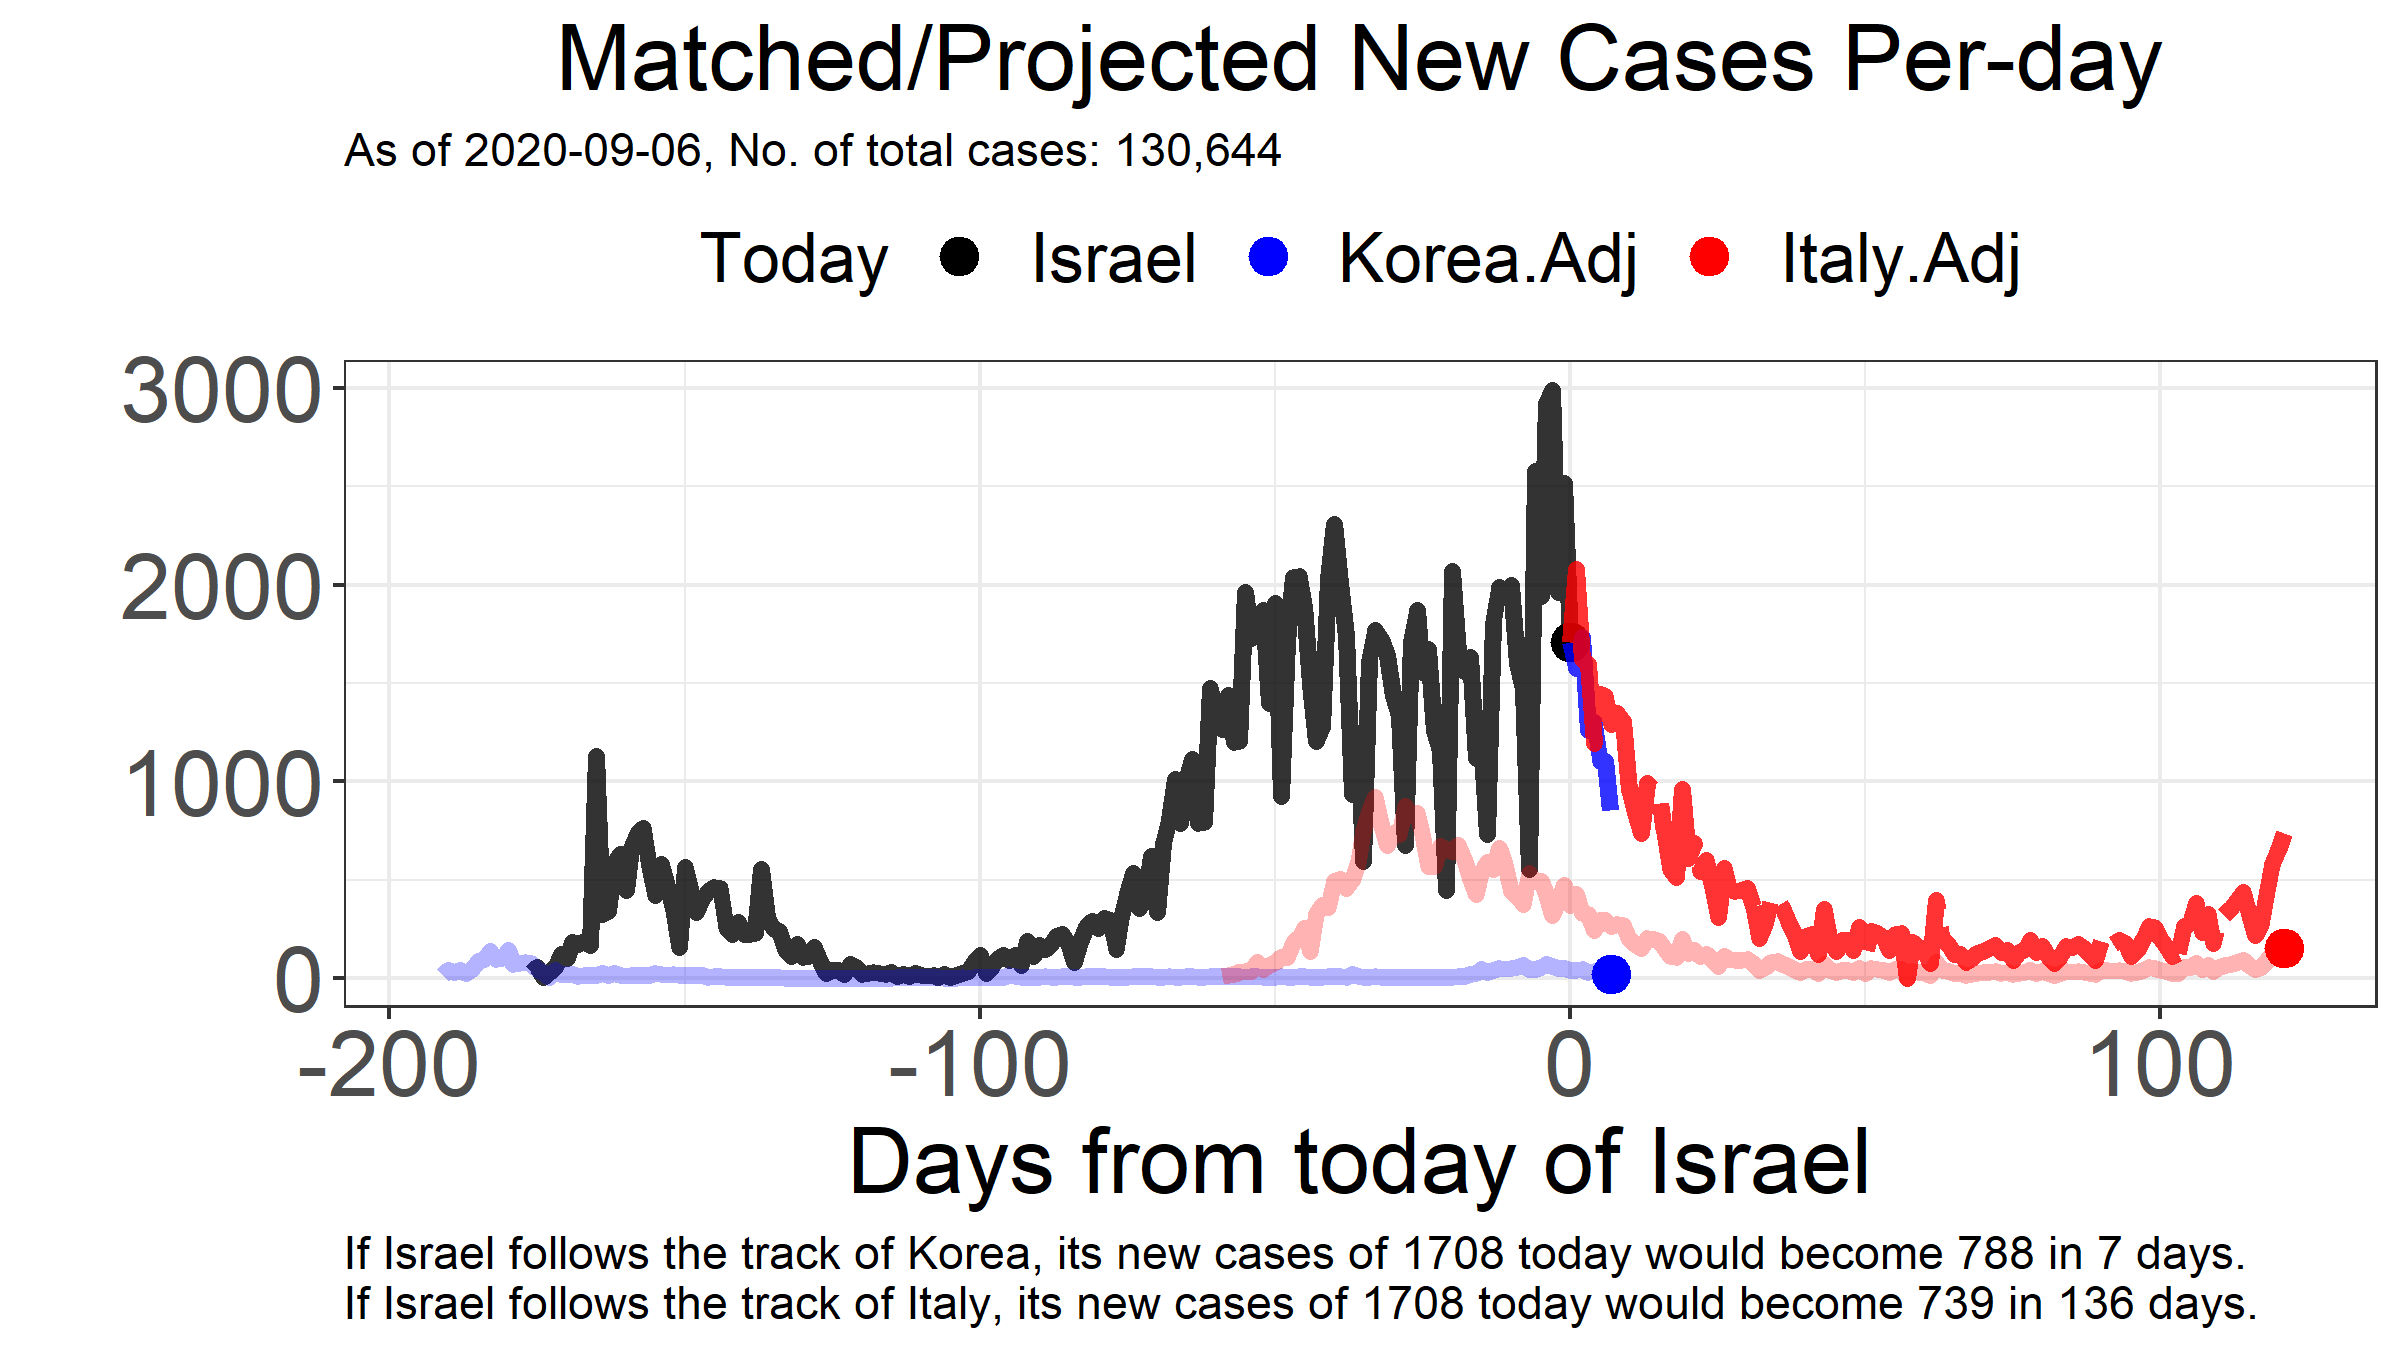 Matched/Projected New Cases Per-day
As of 2020-09-06, No. of total cases: 130,644
Today Israel Korea.Adj Italy.Adj
3000
2000
1000
0
-200 -100 0 100
Days from today of Israel
If Israel follows the track of Korea, its new cases of 1708 today would become 788 in 7 days.
If Israel follows the track of Italy, its new cases of 1708 today would become 739 in 136 days.